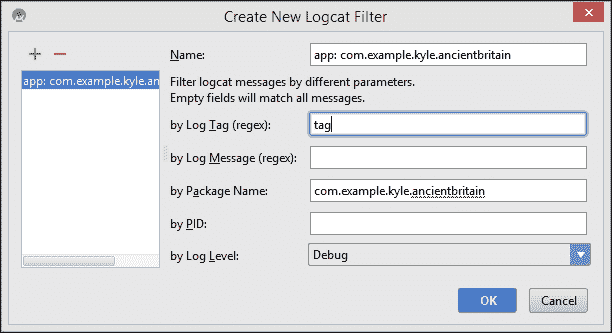 Create New Logcat Filter
Name: app: com.example.kyle.ancientbritain
app: com.example.kyle.an
Filter logcat messages by different parameters.
Empty fields will match all messages.
by Log Tag (regex): tag
by Log Message (regex):
by Package Name: com.example.kyle.ancientbritain
by PID:
by Log Level: Debug
OK Cancel